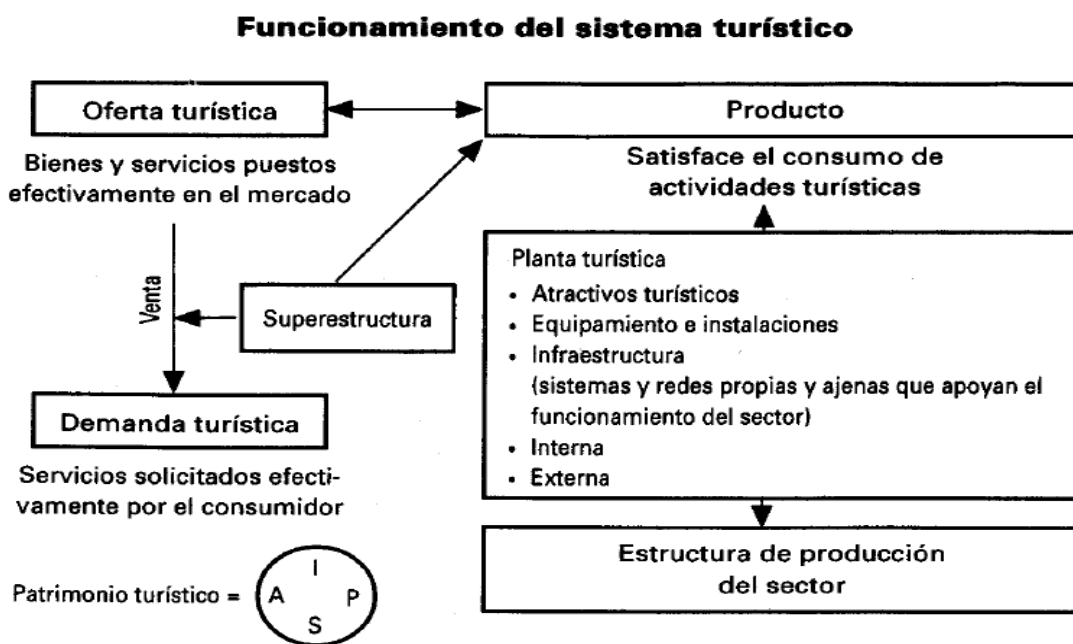 Funcionamiento del sistema turístico
Oferta turística
Bienes y servicios puestos
efectivamente en el mercado
Venta
Superestructura
Demanda turística
Servicios solicitados efecti-
vamente por el consumidor
Patrimonio turístico =
I
A P
S
Producto
Satisface el consumo de
actividades turísticas
Planta turística
• Atractivos turísticos
• Equipamiento e instalaciones
• Infraestructura
(sistemas y redes propias y ajenas que apoyan el
funcionamiento del sector)
• Interna
• Externa
Estructura de producción
del sector